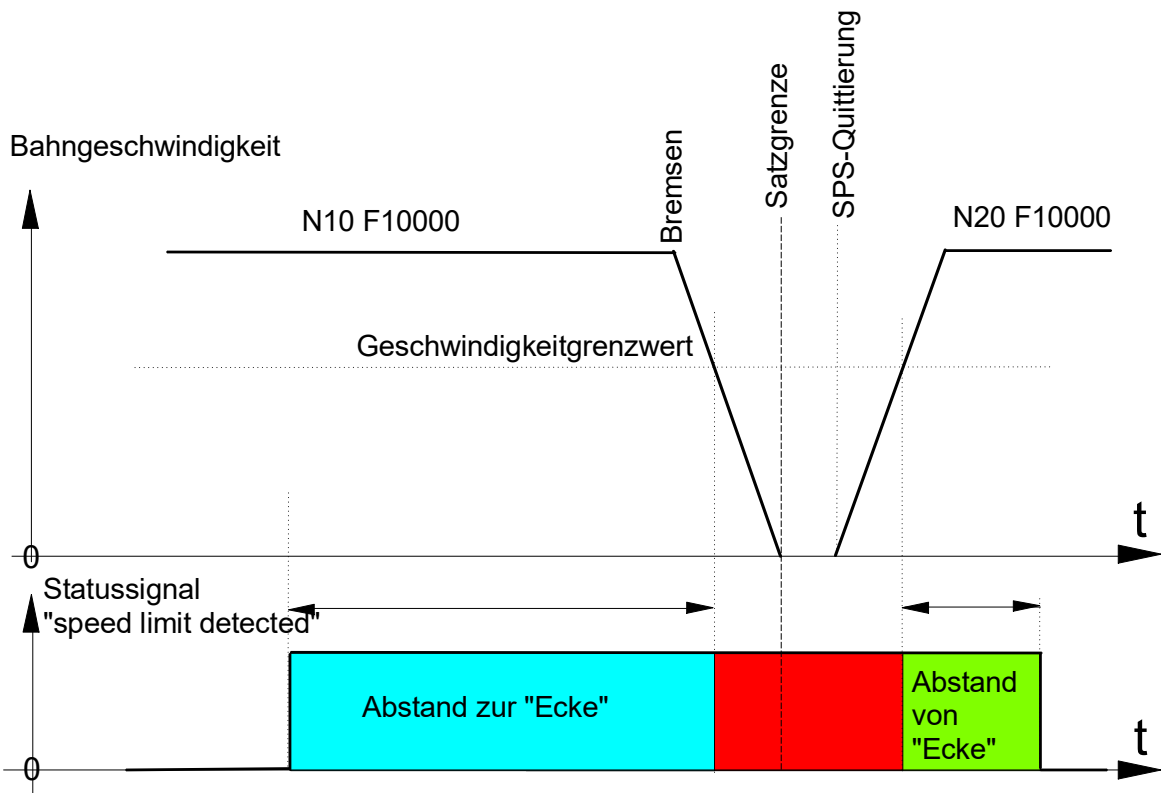 Bahngeschwindigkeit
N10 F10000
Bremsen
Satzgrenze
SPS-Quittierung
N20 F10000
Geschwindigkeitgrenzwert
t
0
Statussignal
"speed limit detected"
Abstand zur "Ecke"
Abstand
von
"Ecke"
t
0